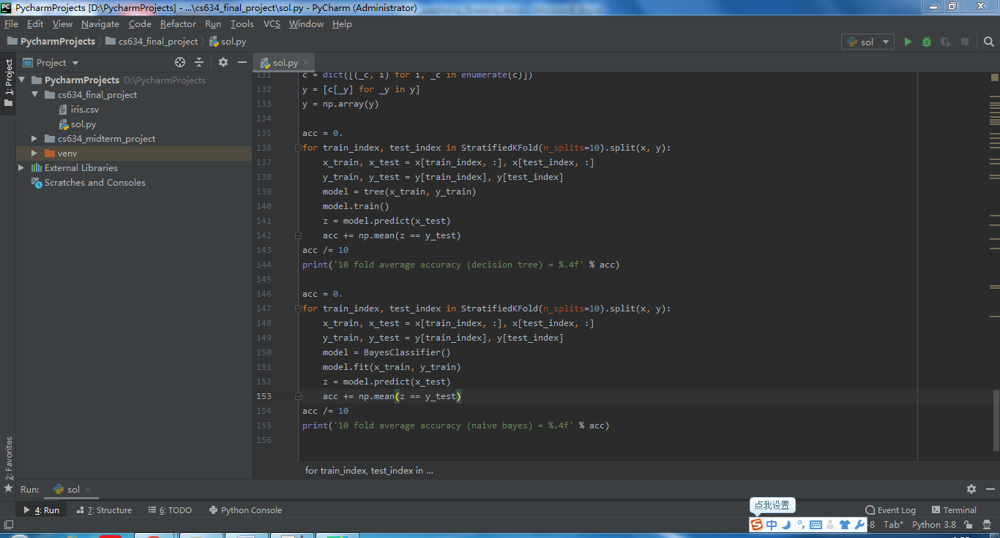 PC PycharmProjects [D:\PycharmProjects] - ...\cs634_final_project\sol.py - PyCharm (Administrator)
File Edit View Navigate Code Refactor Run Tools VCS Window Help
PycharmProjects cs634_final_project sol.py sol
1: Project
Project sol.py
PycharmProjects D:\PycharmProjects
cs634_final_project
iris.csv
sol.py
cs634_midterm_project
venv
External Libraries
Scratches and Consoles
131 c = dict([(_c, i) for i, _c in enumerate(c)])
132 y = [c[_y] for _y in y]
133 y = np.array(y)
134
135 acc = 0.
136 for train_index, test_index in StratifiedKFold(n_splits=10).split(x, y):
137 x_train, x_test = x[train_index, :], x[test_index, :]
138 y_train, y_test = y[train_index], y[test_index]
139 model = tree(x_train, y_train)
140 model.train()
141 z = model.predict(x_test)
142 acc += np.mean(z == y_test)
143 acc /= 10
144 print('10 fold average accuracy (decision tree) = %.4f' % acc)
145
146 acc = 0.
147 for train_index, test_index in StratifiedKFold(n_splits=10).split(x, y):
148 x_train, x_test = x[train_index, :], x[test_index, :]
149 y_train, y_test = y[train_index], y[test_index]
150 model = BayesClassifier()
151 model.fit(x_train, y_train)
152 z = model.predict(x_test)
153 acc += np.mean(z == y_test)
154 acc /= 10
155 print('10 fold average accuracy (naive bayes) = %.4f' % acc)
156
for train_index, test_index in ...
2: Favorites
Run: sol
4: Run 7: Structure 6: TODO Python Console
点我设置
Event Log Terminal
S中
-8 Tab* Python 3.8